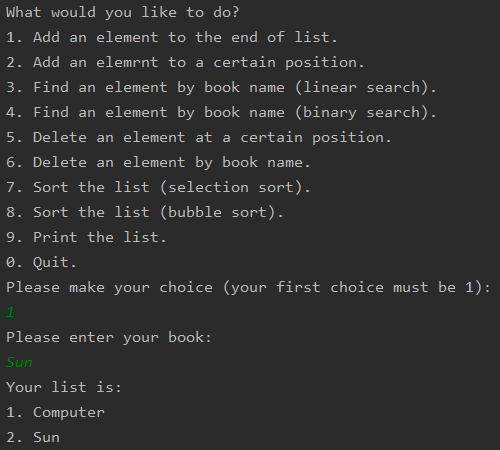 What would you like to do?
1. Add an element to the end of list.
2. Add an elemrnt to a certain position.
3. Find an element by book name (linear search).
4. Find an element by book name (binary search).
5. Delete an element at a certain position.
6. Delete an element by book name.
7. Sort the list (selection sort).
8. Sort the list (bubble sort).
9. Print the list.
0. Quit.
Please make your choice (your first choice must be 1):
1
Please enter your book:
Sun
Your list is:
1. Computer
2. Sun